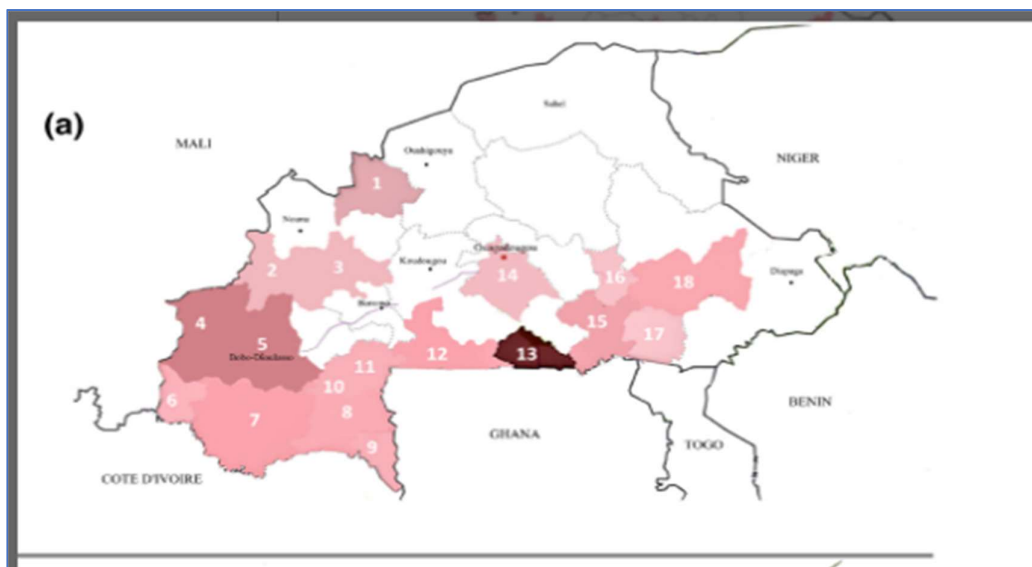 (a)
Sahel
MALI
Ouahigouya
NIGER
1
Nouna
Ouagadougou
2
3
Koudougou
14
16
18
Diapaga
Boromo
4
15
5
17
Bobo-Dioulasso
11
12
13
6
10
8
7
9
BENIN
GHANA
TOGO
COTE D'IVOIRE